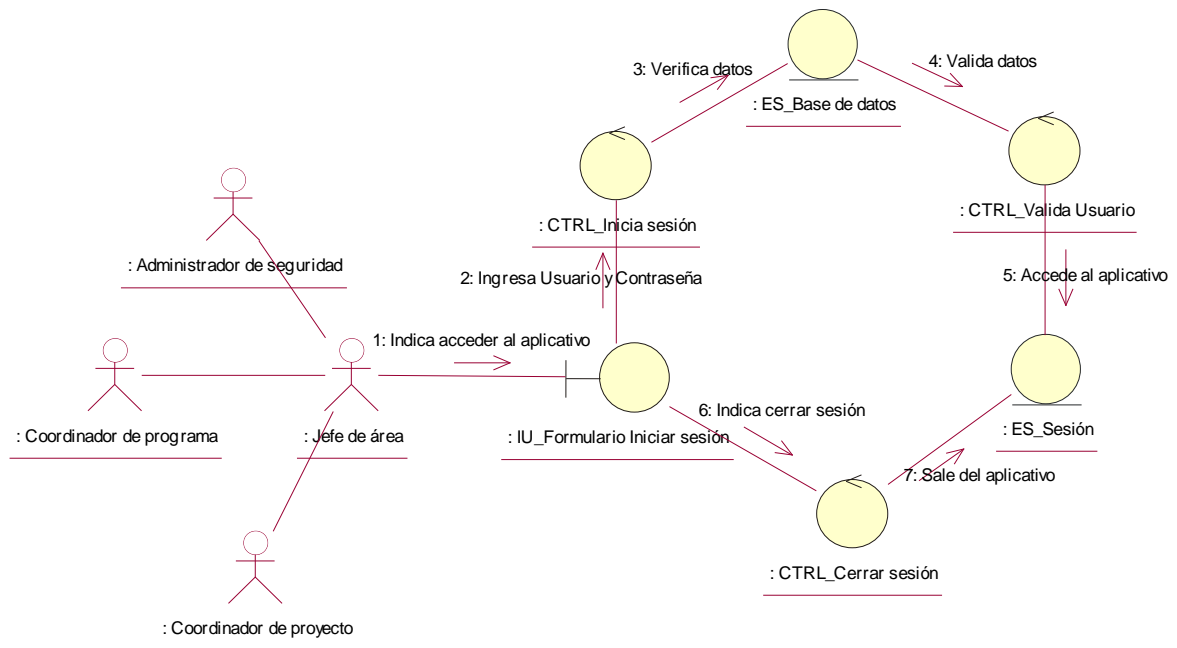 3: Verifica datos
4: Valida datos
: ES_Base de datos
: CTRL_Inicia sesión
: CTRL_Valida Usuario
: Administrador de seguridad
2: Ingresa Usuario y Contraseña
5: Accede al aplicativo
1: Indica acceder al aplicativo
6: Indica cerrar sesión
: Coordinador de programa
: Jefe de área
: IU_Formulario Iniciar sesión
: ES_Sesión
7: Sale del aplicativo
: CTRL_Cerrar sesión
: Coordinador de proyecto